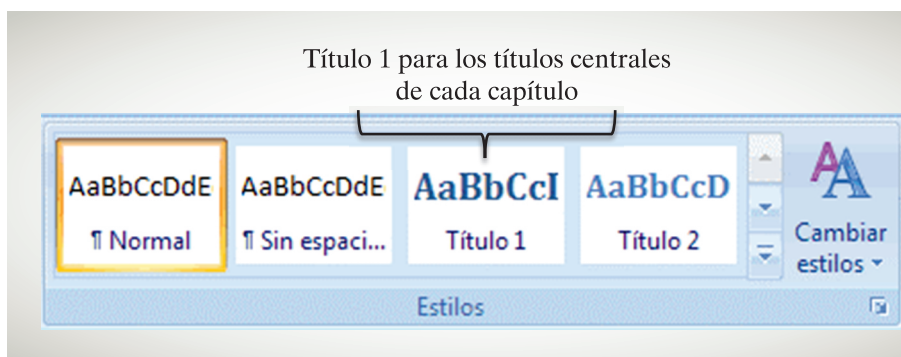 Título 1 para los títulos centrales
de cada capítulo
AaBbCcDdE AaBbCcDdE AaBbCcI AaBbCcD AA
¶ Normal ¶ Sin espaci... Título 1 Título 2 Cambiar
estilos
Estilos